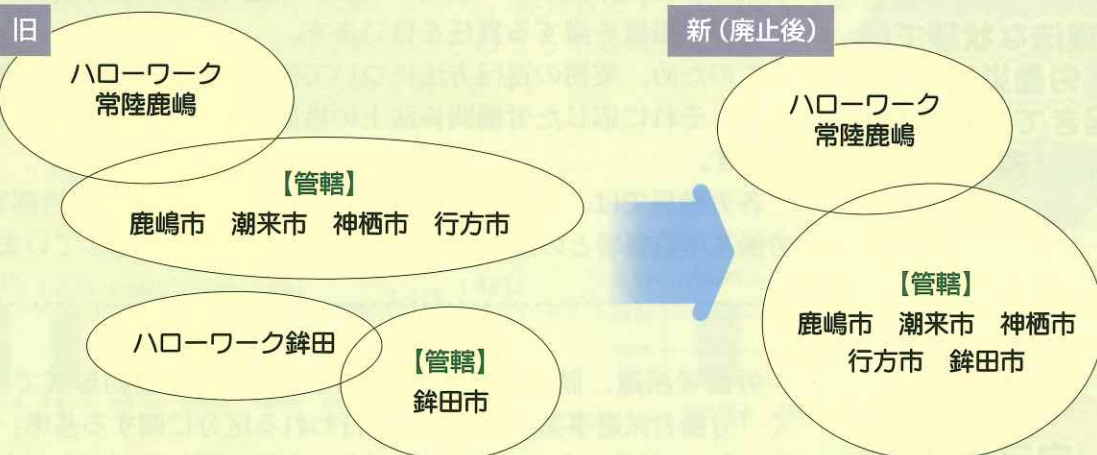 旧
ハローワーク
常陸鹿嶋
【管轄】
鹿嶋市 潮来市 神栖市 行方市
ハローワーク鉾田
【管轄】
鉾田市
新(廃止後)
ハローワーク
常陸鹿嶋
【管轄】
鹿嶋市 潮来市 神栖市
行方市 鉾田市